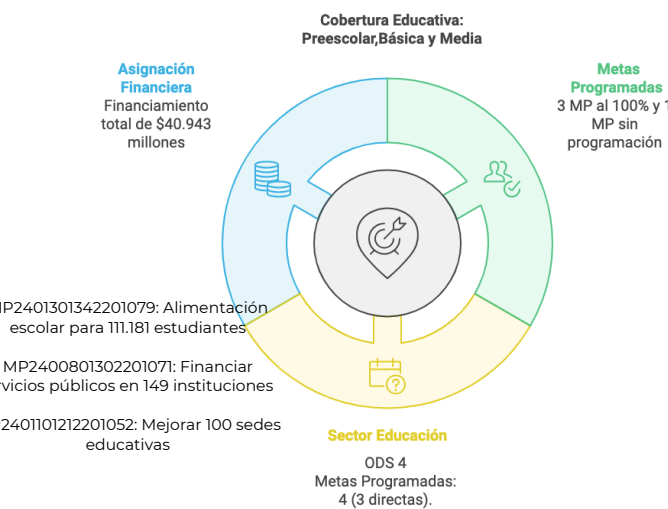 Cobertura Educativa:
Preescolar,Básica y Media
Asignación
Financiera
Financiamiento
total de $40.943
millones
Metas
Programadas
3 MP al 100% y 1
MP sin
programación
MP2401301342201079: Alimentación
escolar para 111.181 estudiantes
MP2400801302201071: Financiar
rvicios públicos en 149 instituciones
2401101212201052: Mejorar 100 sedes
educativas
Sector Educación
ODS 4
Metas Programadas:
4 (3 directas).